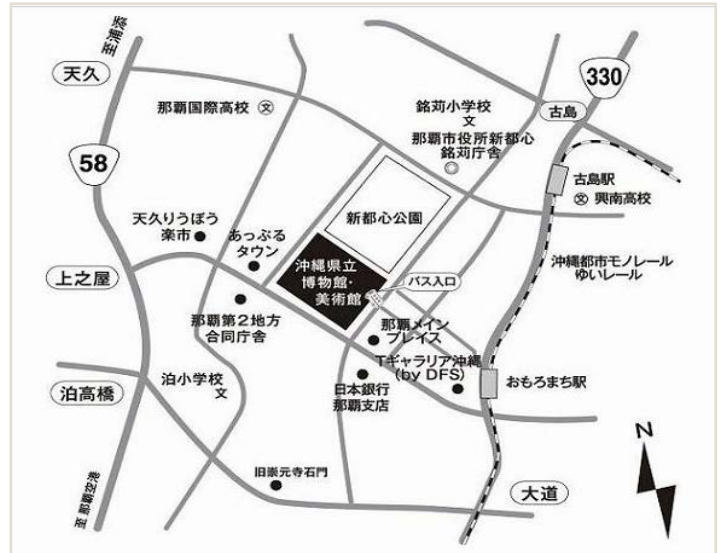 至浦添
天久
330
那覇国際高校
文
銘苅小学校
文
古島
那覇市役所新都心
銘苅庁舎
58
古島駅
文
興南高校
新都心公園
天久りうぼう
楽市
あっぷる
タウン
沖縄県立
博物館・
美術館
バス入口
沖縄都市モノレール
ゆいレール
上之屋
那覇第2地方
合同庁舎
那覇メイン
プレイス
Tギャラリア沖縄
(by DFS)
おもろまち駅
泊小学校
文
日本銀行
那覇支店
泊高橋
N
旧崇元寺石門
大道
至 那覇空港